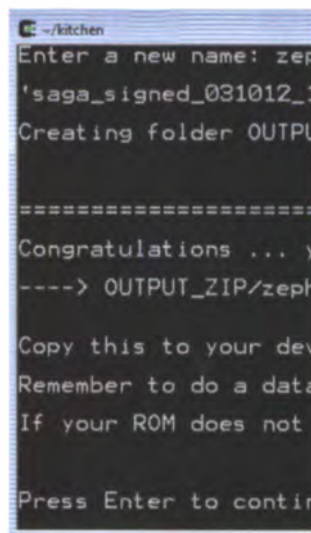 ~/kitchen
Enter a new name: zep
'saga_signed_031012_
Creating folder OUTPU
=======================
Congratulations ... y
----> OUTPUT_ZIP/zeph
Copy this to your dev
Remember to do a data
If your ROM does not
Press Enter to contin